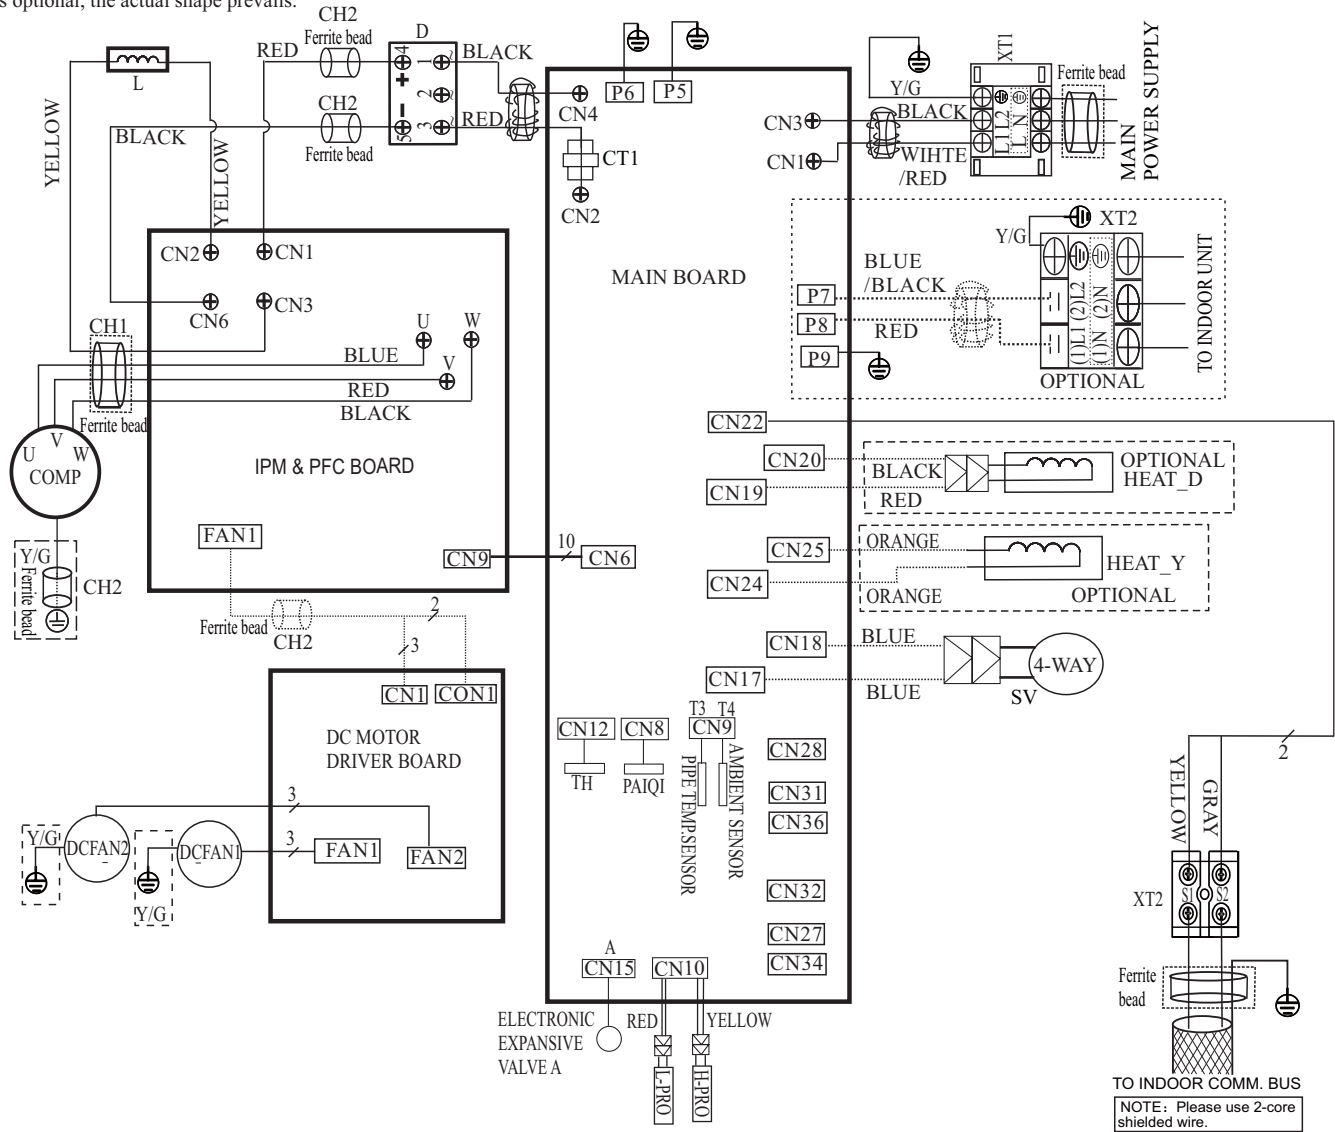 s optional, the actual shape prevails.
CH2
Ferrite bead
D
RED
BLACK
L
4
1
+
2
–
3
5
~
~
~
CH2
Ferrite bead
BLACK
RED
YELLOW
YELLOW
P6
P5
CN4
CT1
CN2
CN3
CN1
Y/G
BLACK
WIHTE
/RED
XT1
L1 L2
L N
Ferrite bead
MAIN
POWER SUPPLY
CN2
CN1
CN6
CN3
CH1
Ferrite bead
U
W
V
BLUE
RED
BLACK
U
V
W
COMP
IPM & PFC BOARD
FAN1
CN9
10
CN6
Y/G
Ferrite bead
CH2
MAIN BOARD
Y/G
XT2
BLUE
/BLACK
P7
P8
RED
P9
(1)L1 (2)L2
(1)N (2)N
OPTIONAL
TO INDOOR UNIT
CN22
CN20
BLACK
OPTIONAL
HEAT_D
CN19
RED
CN25
ORANGE
HEAT_Y
CN24
ORANGE
OPTIONAL
CN18
BLUE
4-WAY
CN17
BLUE
SV
Ferrite bead
CH2
2
3
CN1
CON1
DC MOTOR
DRIVER BOARD
3
3
FAN1
FAN2
Y/G
DCFAN2
DCFAN1
Y/G
CN12
TH
CN8
PAIQI
T3 T4
CN9
PIPE TEMP.SENSOR
AMBIENT SENSOR
CN28
CN31
CN36
CN32
CN27
CN34
A
CN15
CN10
ELECTRONIC
EXPANSIVE
VALVE A
RED
YELLOW
L-PRO
H-PRO
2
YELLOW
GRAY
XT2
S1
S2
Ferrite
bead
TO INDOOR COMM. BUS
NOTE: Please use 2-core
shielded wire.